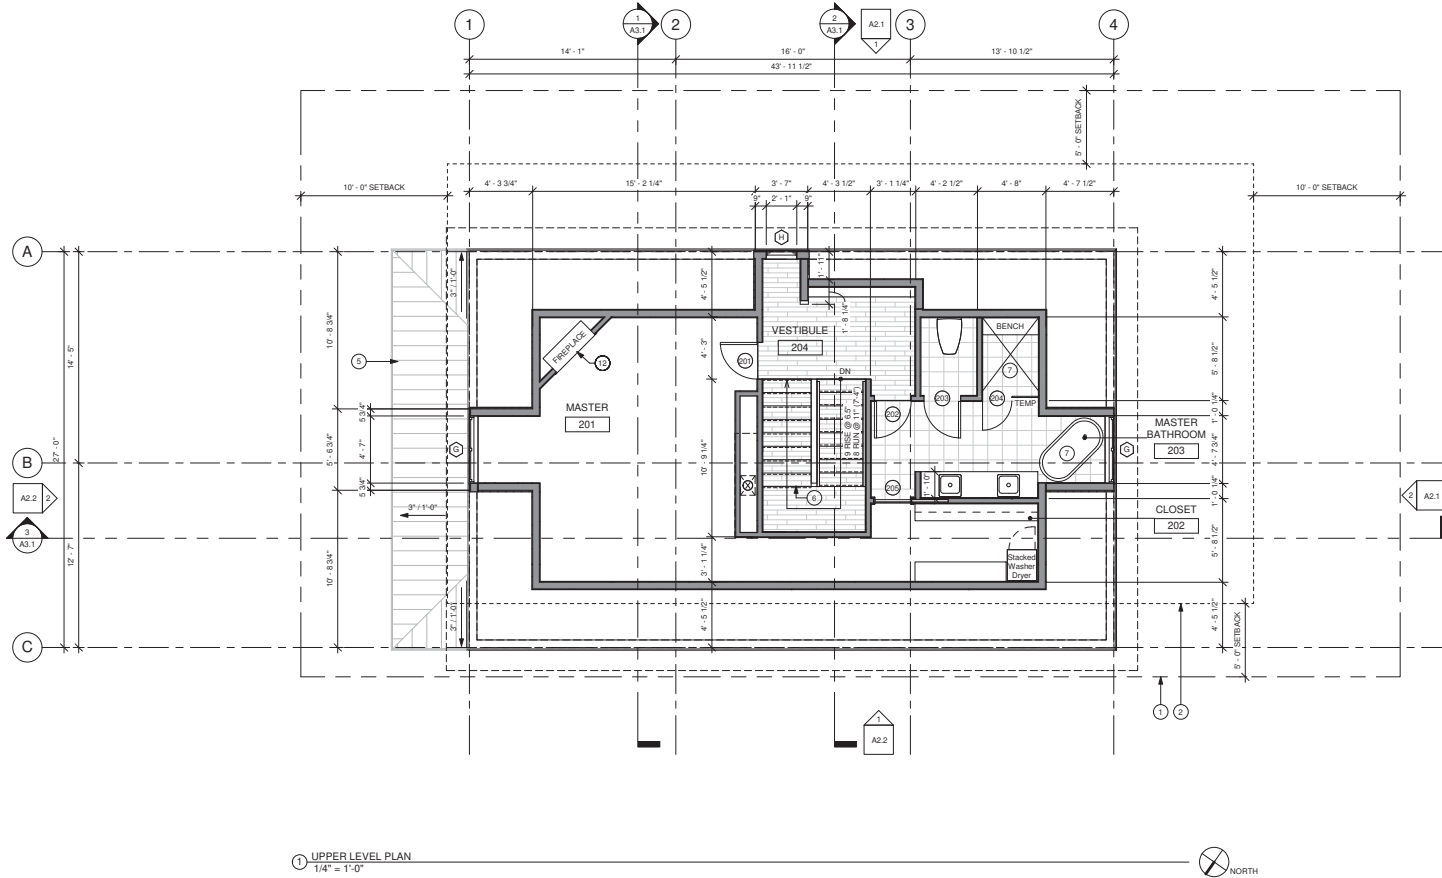 1
1
A3.1
2
2
A3.1
A2.1
1
3
4
14' - 1"
16' - 0"
13' - 10 1/2"
43' - 11 1/2"
5' - 0" SETBACK
10' - 0" SETBACK
10' - 0" SETBACK
4' - 3 3/4"
15' - 2 1/4"
3' - 7"
4' - 3 1/2"
3' - 1 1/4"
4' - 2 1/2"
4' - 8"
4' - 7 1/2"
9"
2' - 1"
9"
H
A
3" / 1'-0"
4' - 5 1/2"
1' - 11"
1' - 8 1/4"
4' - 5 1/2"
10' - 8 3/4"
14' - 5"
5
FIREPLACE
12
4' - 3"
201
VESTIBULE
204
DN
BENCH
7
203
204
TEMP
202
5' - 8 1/2"
MASTER
201
5 3/4"
4' - 7"
5 3/4"
5' - 6 3/4"
27' - 0"
G
10' - 9 1/4"
9 RISE @ 6.5"
8 RUN @ 11" (7'-4")
6
205
1' - 10"
7
MASTER
BATHROOM
203
G
1' - 0 1/4"
4' - 7 3/4"
1' - 0 1/4"
B
A2.2
2
3
A3.1
2
A2.1
3" / 1'-0"
CLOSET
202
Stacked
Washer
Dryer
3' - 1 1/4"
5' - 8 1/2"
12' - 7"
10' - 8 3/4"
3" / 1'-0"
4' - 5 1/2"
4' - 5 1/2"
5' - 0" SETBACK
C
1
2
1
A2.2
1
UPPER LEVEL PLAN
1/4" = 1'-0"
NORTH